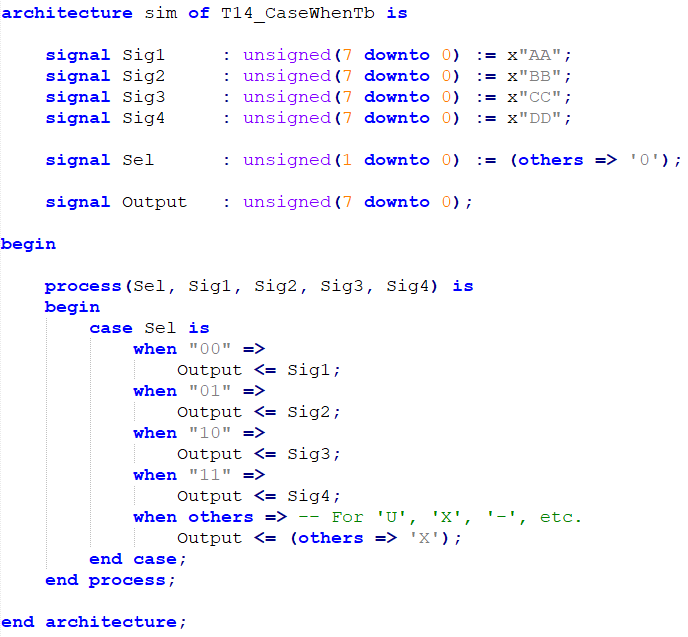 architecture sim of T14_CaseWhenTb is
signal Sig1 : unsigned(7 downto 0) := x"AA";
signal Sig2 : unsigned(7 downto 0) := x"BB";
signal Sig3 : unsigned(7 downto 0) := x"CC";
signal Sig4 : unsigned(7 downto 0) := x"DD";
signal Sel : unsigned(1 downto 0) := (others => '0');
signal Output : unsigned(7 downto 0);
begin
process(Sel, Sig1, Sig2, Sig3, Sig4) is
begin
case Sel is
when "00" =>
Output <= Sig1;
when "01" =>
Output <= Sig2;
when "10" =>
Output <= Sig3;
when "11" =>
Output <= Sig4;
when others => -- For 'U', 'X', '-', etc.
Output <= (others => 'X');
end case;
end process;
end architecture;